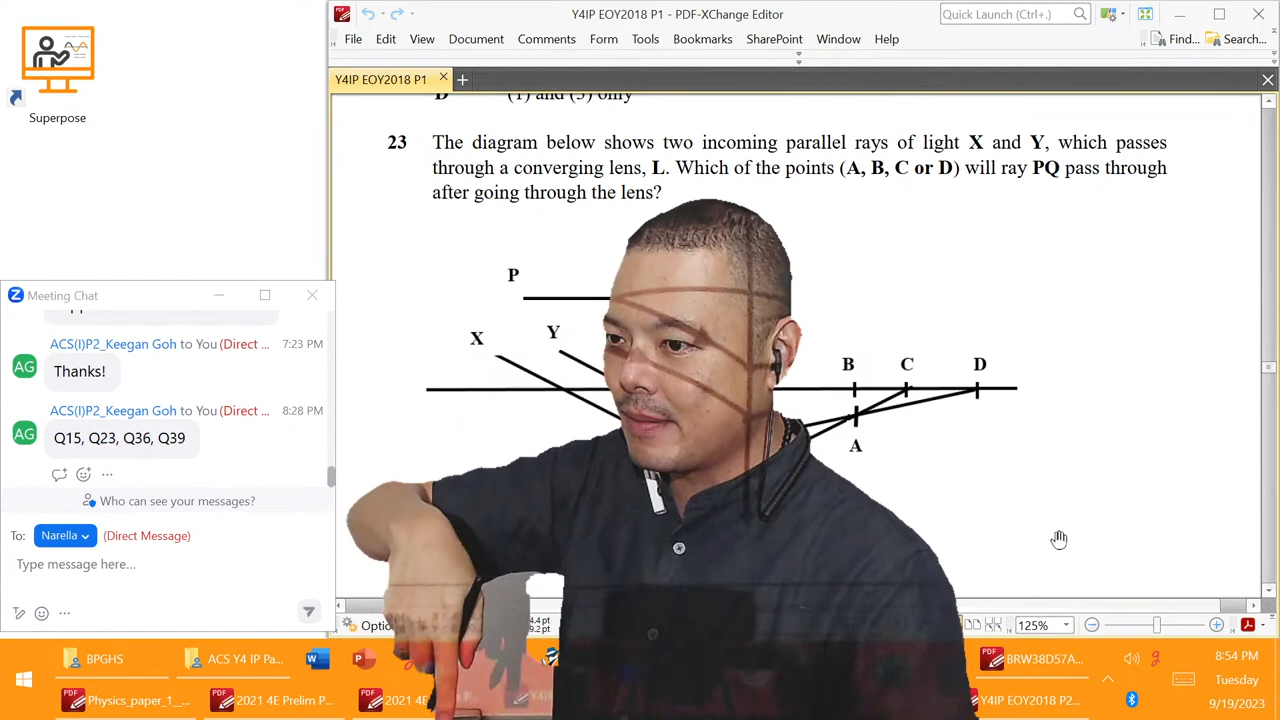 Superpose
Y4IP EOY2018 P1 - PDF-XChange Editor
Quick Launch (Ctrl+.)
File Edit View Document Comments Form Tools Bookmarks SharePoint Window Help
Find...
Search...
Y4IP EOY2018 P1
D (1) and (3) only
23 The diagram below shows two incoming parallel rays of light X and Y, which passes
through a converging lens, L. Which of the points (A, B, C or D) will ray PQ pass through
after going through the lens?
P
X
Y
B
C
D
A
Meeting Chat
ACS(I)P2_Keegan Goh to You (Direct ... 7:23 PM
AG
Thanks!
ACS(I)P2_Keegan Goh to You (Direct ... 8:28 PM
AG
Q15, Q23, Q36, Q39
Who can see your messages?
To: Narella (Direct Message)
Type message here...
125%
BPGHS
ACS Y4 IP Pa...
BRW38D57A...
8:54 PM
Tuesday
9/19/2023
Physics_paper_1_...
2021 4E Prelim P...
2021 4E
Y4IP EOY2018 P2